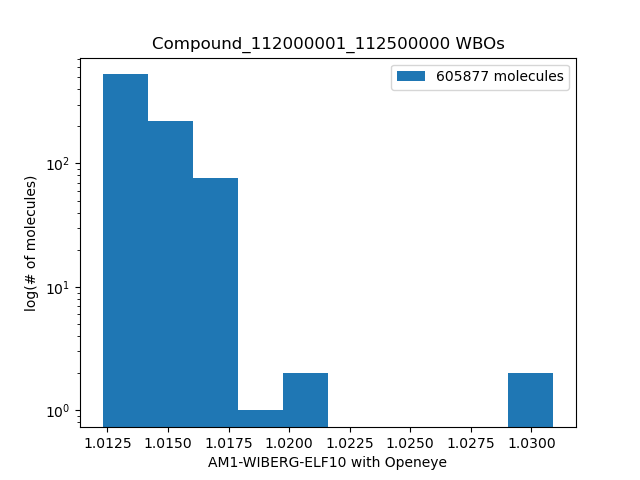 Compound_112000001_112500000 WBOs
605877 molecules
log(# of molecules)
10²
10¹
10⁰
1.0125 1.0150 1.0175 1.0200 1.0225 1.0250 1.0275 1.0300
AM1-WIBERG-ELF10 with Openeye